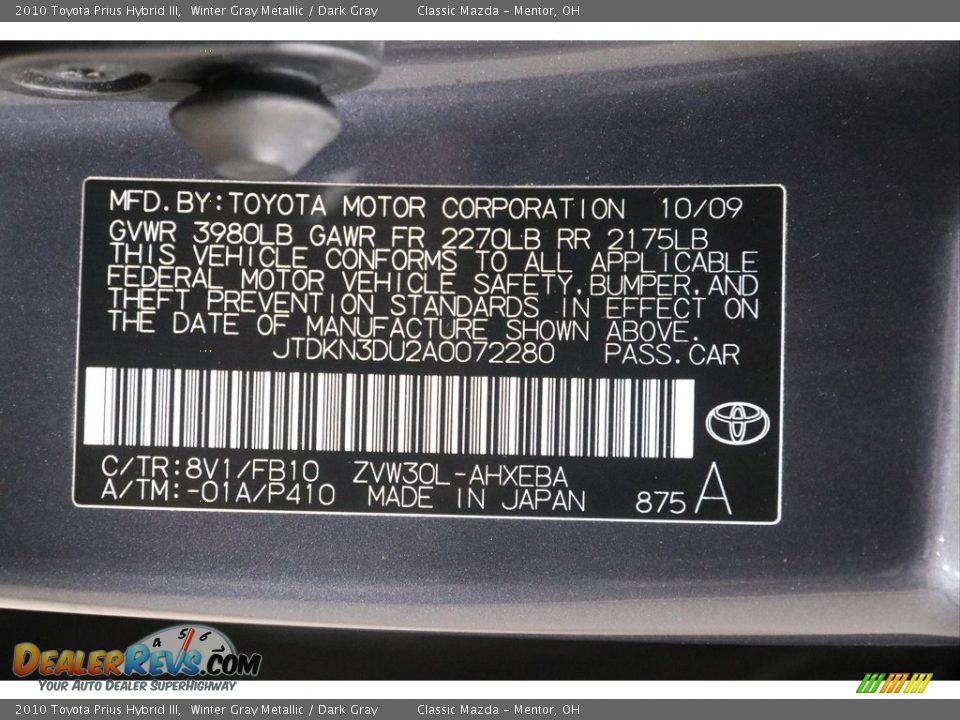 2010 Toyota Prius Hybrid III, Winter Gray Metallic / Dark Gray Classic Mazda - Mentor, OH
MFD.BY:TOYOTA MOTOR CORPORATION 10/09
GVWR 3980LB GAWR FR 2270LB RR 2175LB
THIS VEHICLE CONFORMS TO ALL APPLICABLE
FEDERAL MOTOR VEHICLE SAFETY,BUMPER,AND
THEFT PREVENTION STANDARDS IN EFFECT ON
THE DATE OF MANUFACTURE SHOWN ABOVE.
JTDKN3DU2A0072280 PASS.CAR
C/TR:8V1/FB10 ZVW30L-AHXEBA
A/TM:-01A/P410 MADE IN JAPAN 875 A
4 5 6
DEALERREVS.COM
YOUR AUTO DEALER SUPERHIGHWAY
2010 Toyota Prius Hybrid III, Winter Gray Metallic / Dark Gray Classic Mazda - Mentor, OH